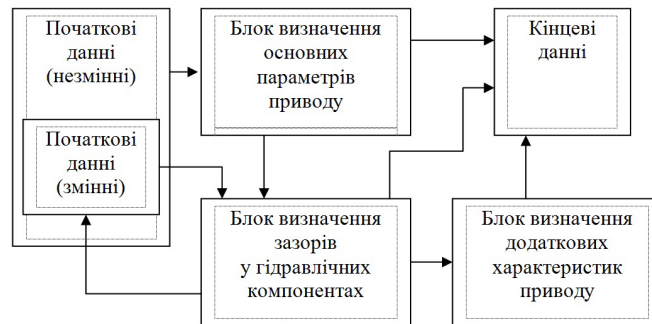 Початкові
данні
(незмінні)
Початкові
данні
(змінні)
Блок визначення
основних
параметрів
приводу
Кінцеві
данні
Блок визначення
зазорів
у гідравлічних
компонентах
Блок визначення
додаткових
характеристик
приводу